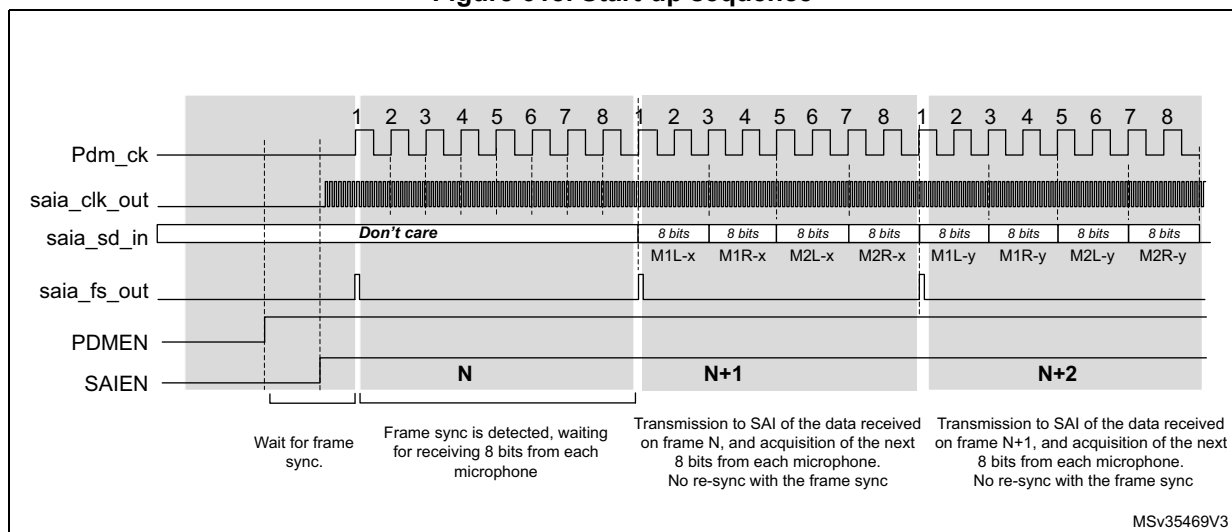 1 2 3 4 5 6 7 8 1 2 3 4 5 6 7 8 1 2 3 4 5 6 7 8
Pdm_ck
saia_clk_out
saia_sd_in Don't care 8 bits 8 bits 8 bits 8 bits 8 bits 8 bits 8 bits 8 bits
M1L-x M1R-x M2L-x M2R-x M1L-y M1R-y M2L-y M2R-y
saia_fs_out
PDMEN
SAIEN N N+1 N+2
Wait for frame
sync.
Frame sync is detected, waiting
for receiving 8 bits from each
microphone
Transmission to SAI of the data received
on frame N, and acquisition of the next
8 bits from each microphone.
No re-sync with the frame sync
Transmission to SAI of the data received
on frame N+1, and acquisition of the next
8 bits from each microphone.
No re-sync with the frame sync
MSv35469V3